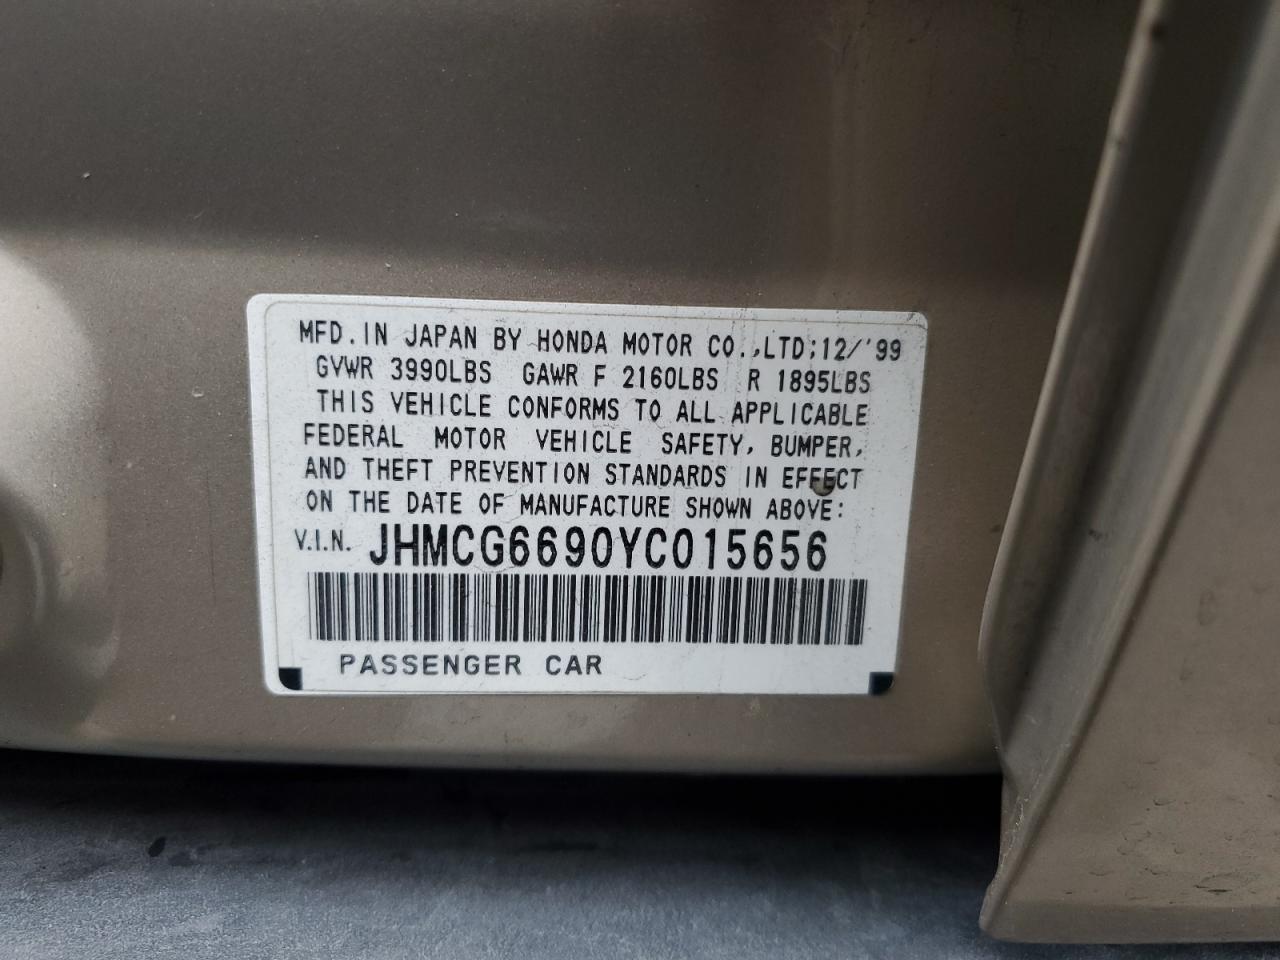 MFD. IN JAPAN BY HONDA MOTOR CO.,LTD;12/'99
GVWR 3990LBS GAWR F 2160LBS R 1895LBS
THIS VEHICLE CONFORMS TO ALL APPLICABLE
FEDERAL MOTOR VEHICLE SAFETY, BUMPER,
AND THEFT PREVENTION STANDARDS IN EFFECT
ON THE DATE OF MANUFACTURE SHOWN ABOVE:
V.I.N. JHMCG6690YC015656
PASSENGER CAR